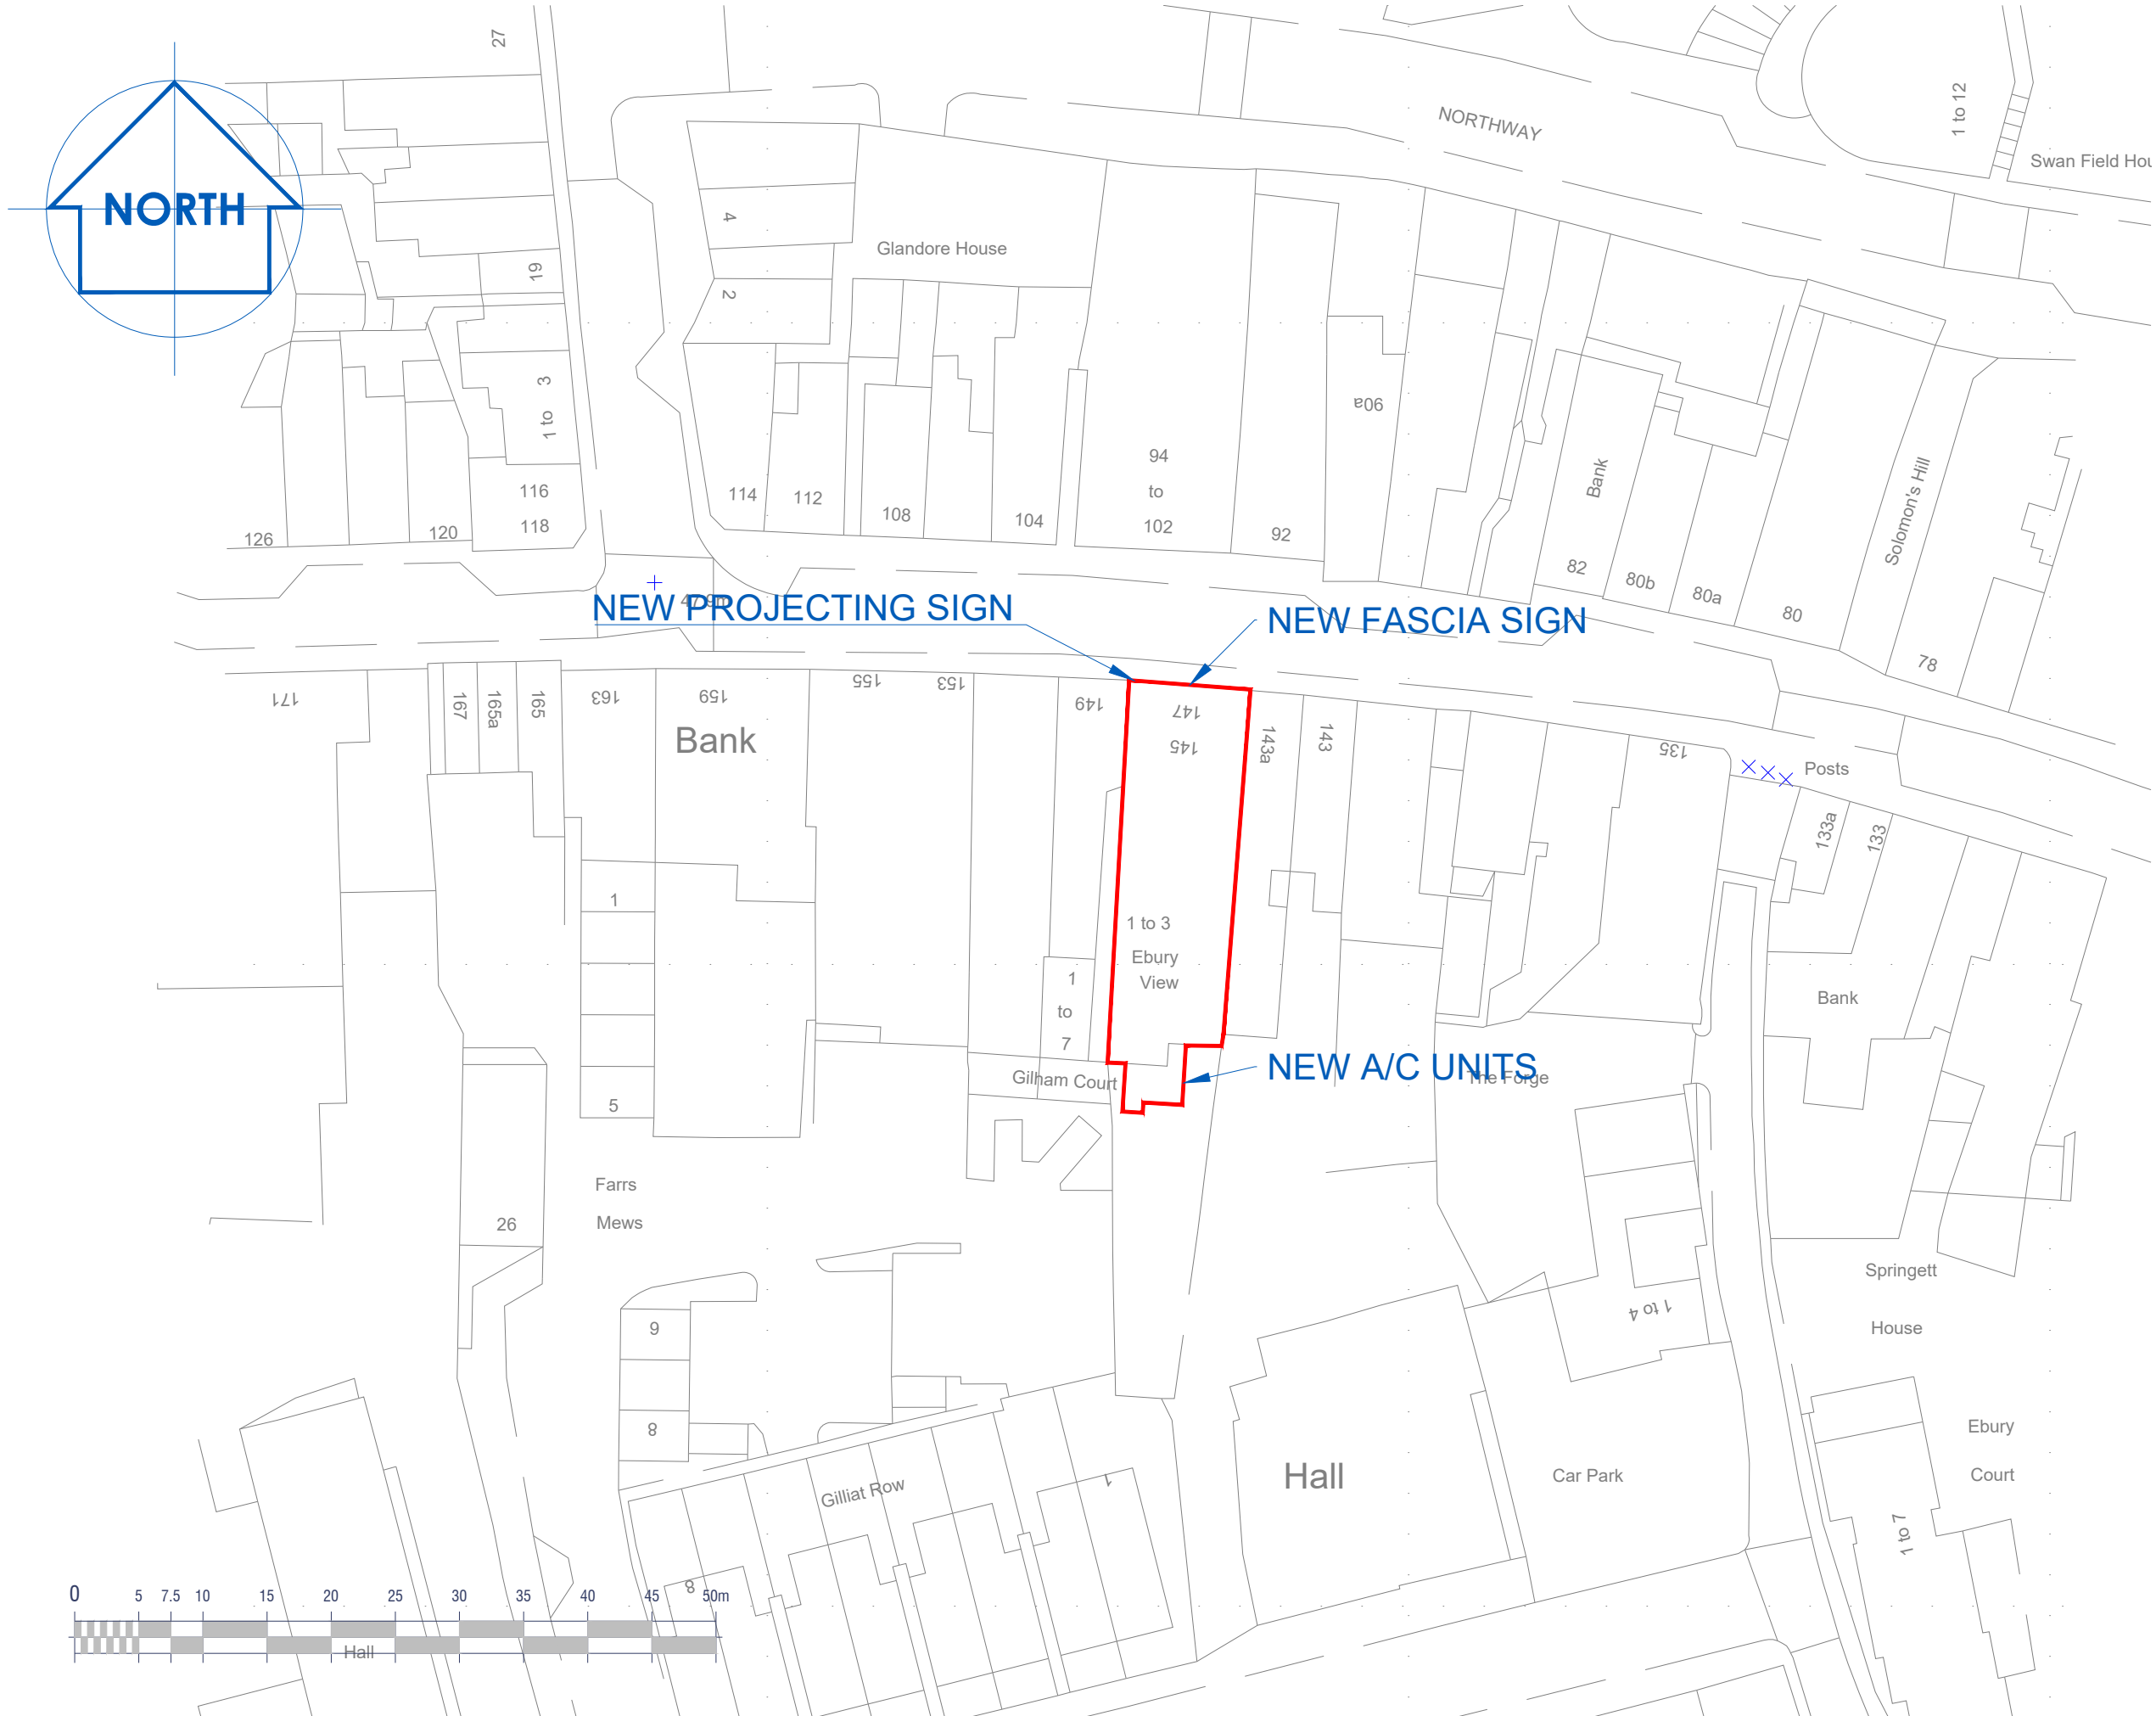 27
1 to 12
NORTHWAY
Swan Field Hou
NORTH
4
Glandore House
19
2
3
1 to
90a
94
to
102
Bank
Solomon's Hill
116
118
114
112
108
104
92
126
120
82
80b
80a
80
78
47.9m
NEW PROJECTING SIGN
NEW FASCIA SIGN
171
167
165a
165
163
159
155
153
149
147
145
143a
143
135
Bank
Posts
133a
133
1
1 to 3
Ebury
View
1
to
7
Bank
Gilham Court
NEW A/C UNITS
The Forge
5
Farrs
Mews
26
Springett
House
1 to 4
9
8
Ebury
Court
Hall
Car Park
Gilliat Row
1
1 to 7
8
0 5 7.5 10 15 20 25 30 35 40 45 50m
Hall